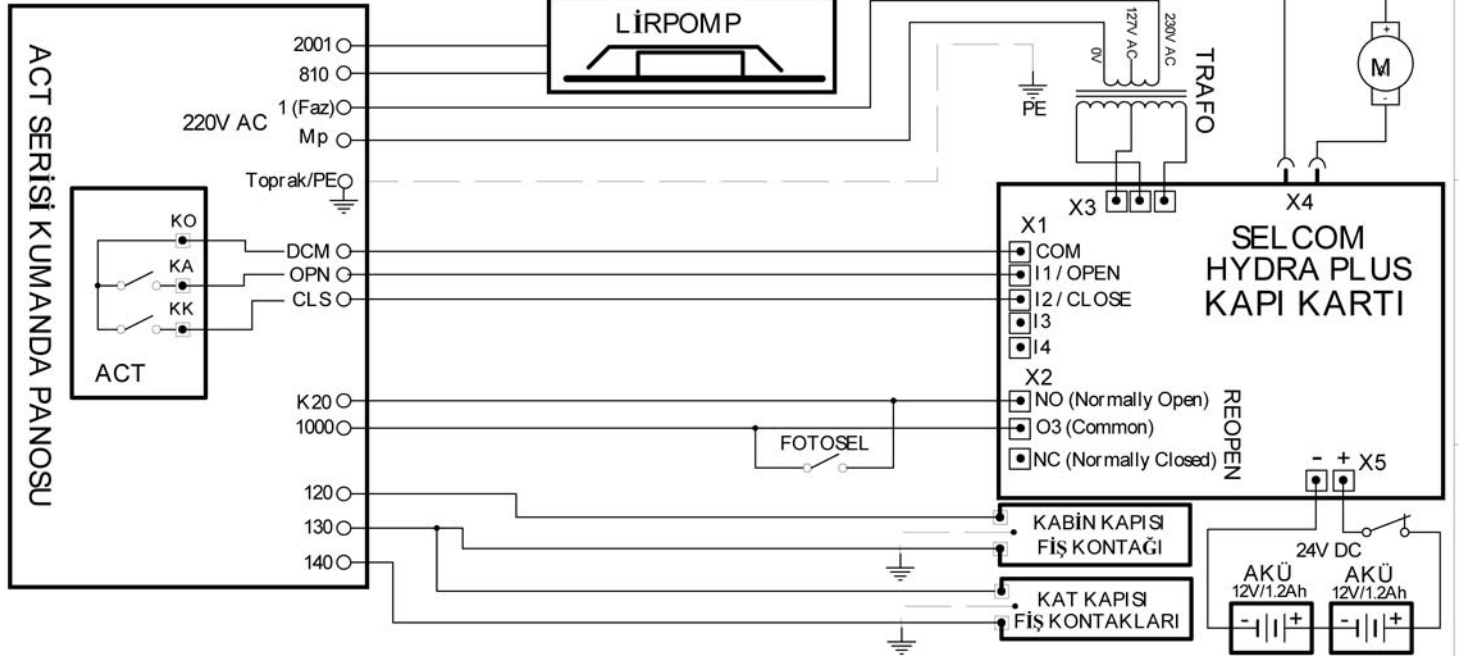 ACT SERİSİ KUMANDA PANOSU
2001
810
1 (Faz)
220V AC
Mp
Toprak/PE
KO
KA
KK
ACT
DCM
OPN
CLS
K20
1000
120
130
140
LİRPOMP
PE
0V
127V AC
230V AC
TRAFO
+
M
-
X3
X4
X1
COM
I1 / OPEN
I2 / CLOSE
I3
I4
SELCOM
HYDRA PLUS
KAPI KARTI
X2
NO (Normally Open)
O3 (Common)
NC (Normally Closed)
REOPEN
FOTOSEL
- + X5
KABİN KAPISI
FİŞ KONTAĞI
KAT KAPISI
FİŞ KONTAKLARI
24V DC
AKÜ
12V/1.2Ah
- +
AKÜ
12V/1.2Ah
- +